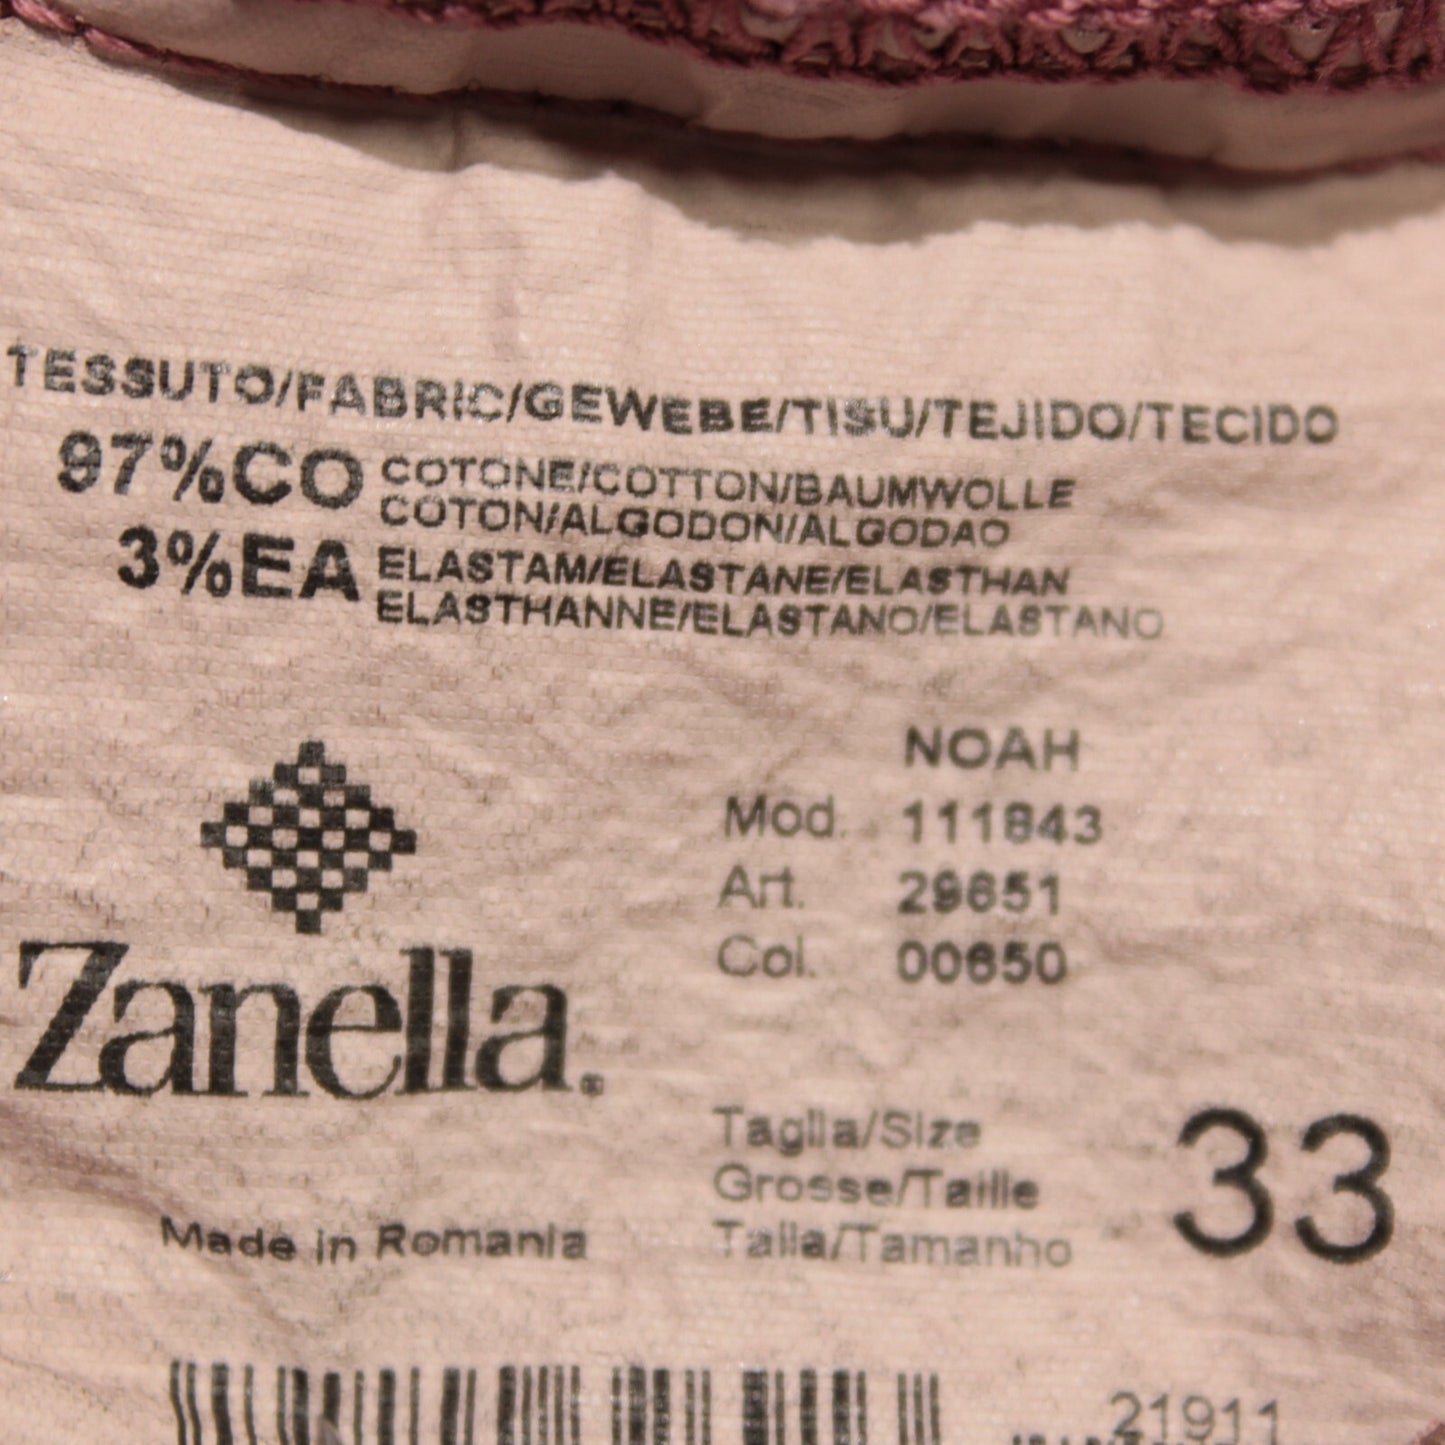 TESSUTO/FABRIC/GEWEBE/TISU/TEJIDO/TECIDO
97%CO COTONE/COTTON/BAUMWOLLE
COTON/ALGODON/ALGODAO
3%EA ELASTAM/ELASTANE/ELASTHAN
ELASTHANNE/ELASTANO/ELASTANO
NOAH
Mod. 111843
Art. 29651
Col. 00650
Zanella®
Made in Romania
Taglia/Size
Grosse/Taille
Talla/Tamanho
33
21911